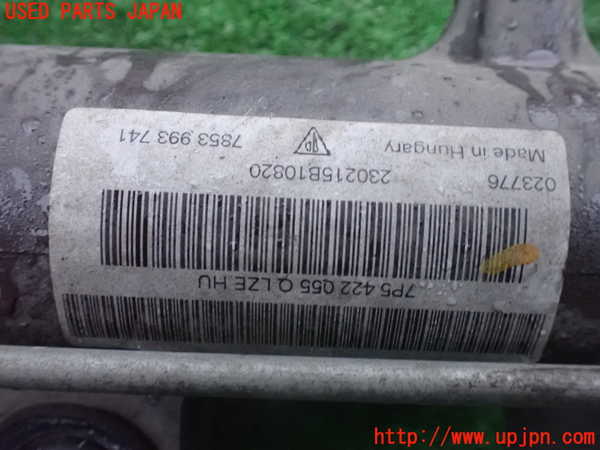 USED PARTS JAPAN
7P5 422 055 Q LZE HU
023776
230215B10820
Made in Hungary
7853 993 741
http://www.upjpn.com